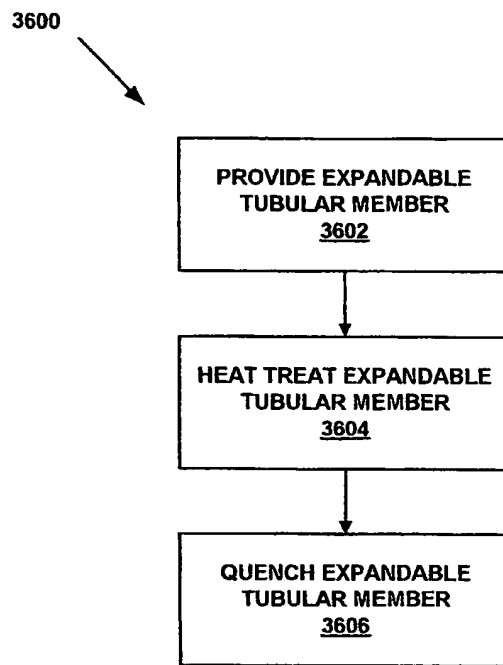 3600
PROVIDE EXPANDABLE
TUBULAR MEMBER
3602
HEAT TREAT EXPANDABLE
TUBULAR MEMBER
3604
QUENCH EXPANDABLE
TUBULAR MEMBER
3606